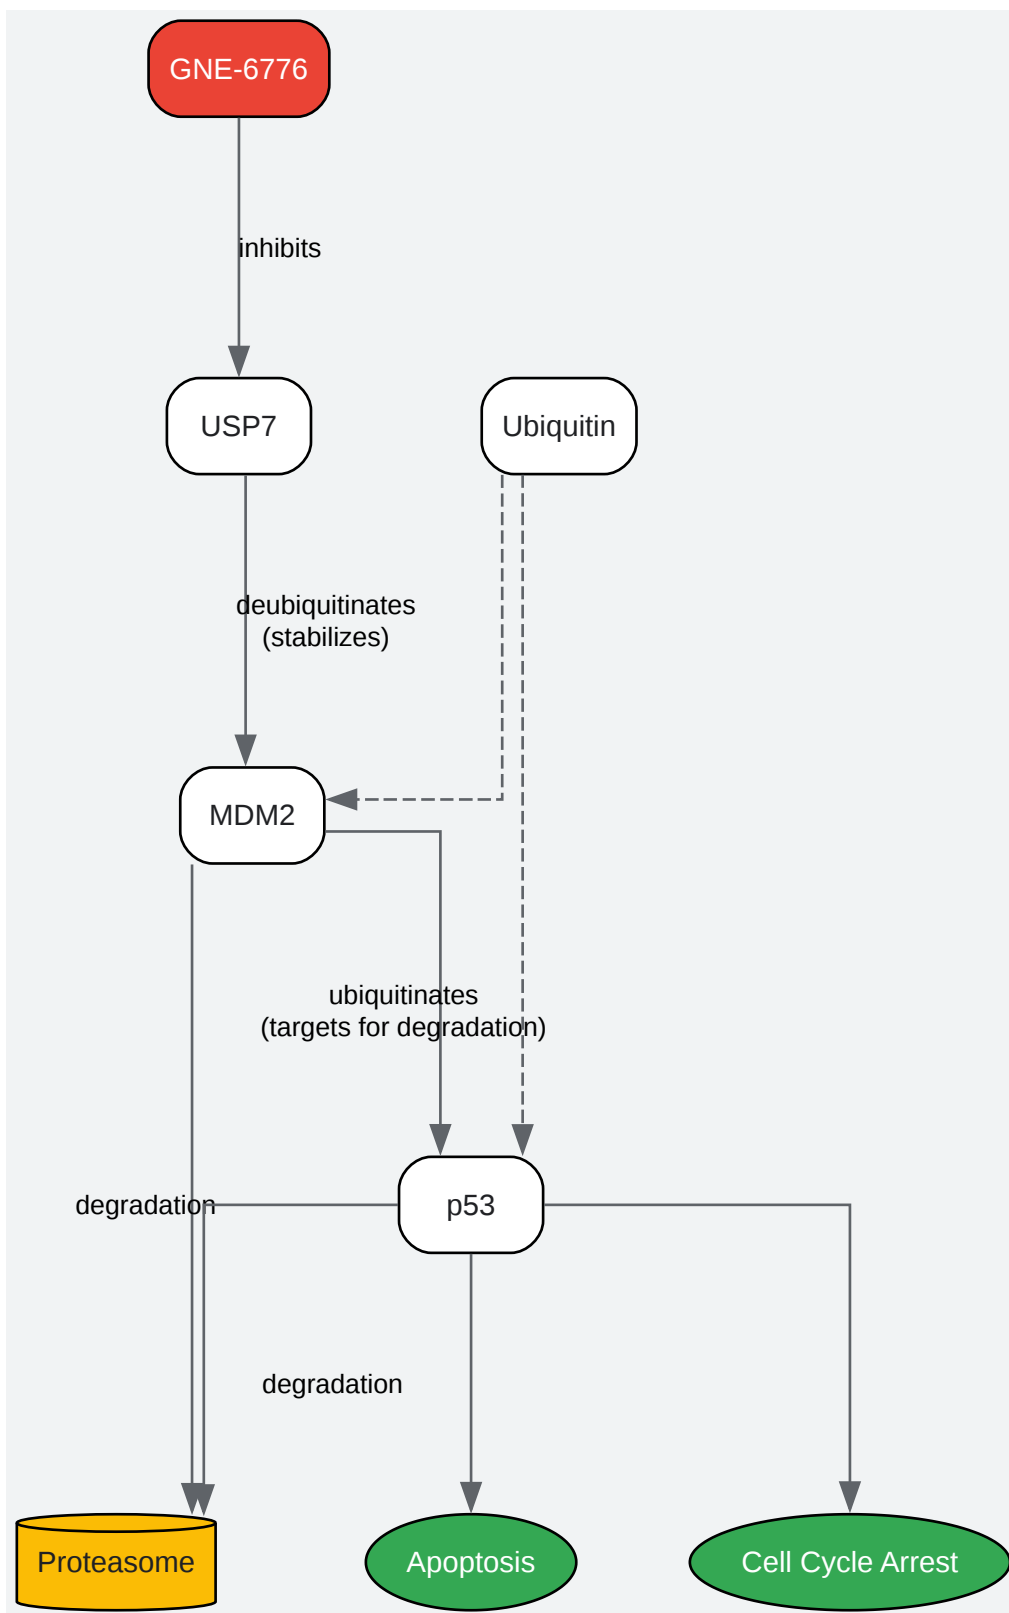 GNE-6776
inhibits
USP7
Ubiquitin
deubiquitinates
(stabilizes)
MDM2
ubiquitinates
(targets for degradation)
degradation
p53
degradation
Proteasome
Apoptosis
Cell Cycle Arrest